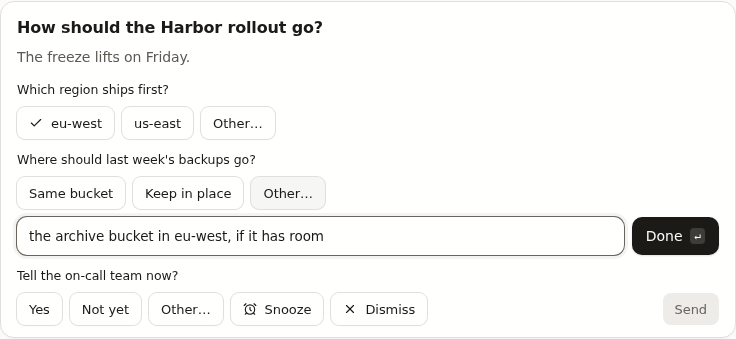 How should the Harbor rollout go?
The freeze lifts on Friday.
Which region ships first?
eu-west us-east Other…
Where should last week's backups go?
Same bucket Keep in place Other…
the archive bucket in eu-west, if it has room Done ↵
Tell the on-call team now?
Yes Not yet Other… Snooze Dismiss Send